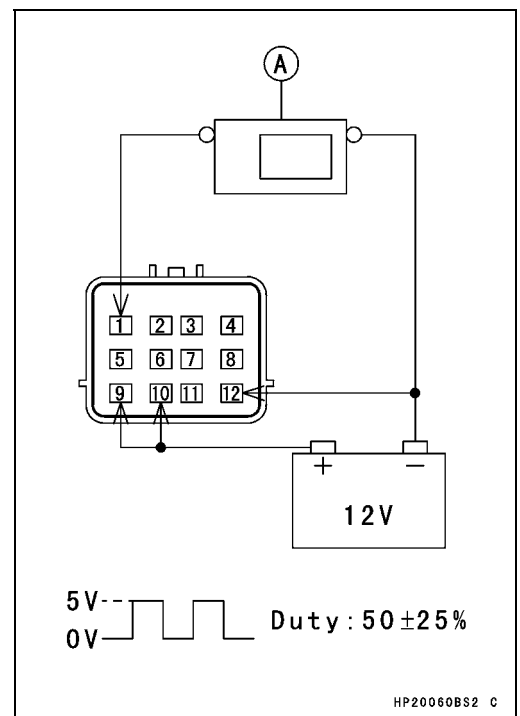 A
1 2 3 4
5 6 7 8
9 10 11 12
+ −
12V
5V
0V
Duty:50±25%
HP20060BS2 C